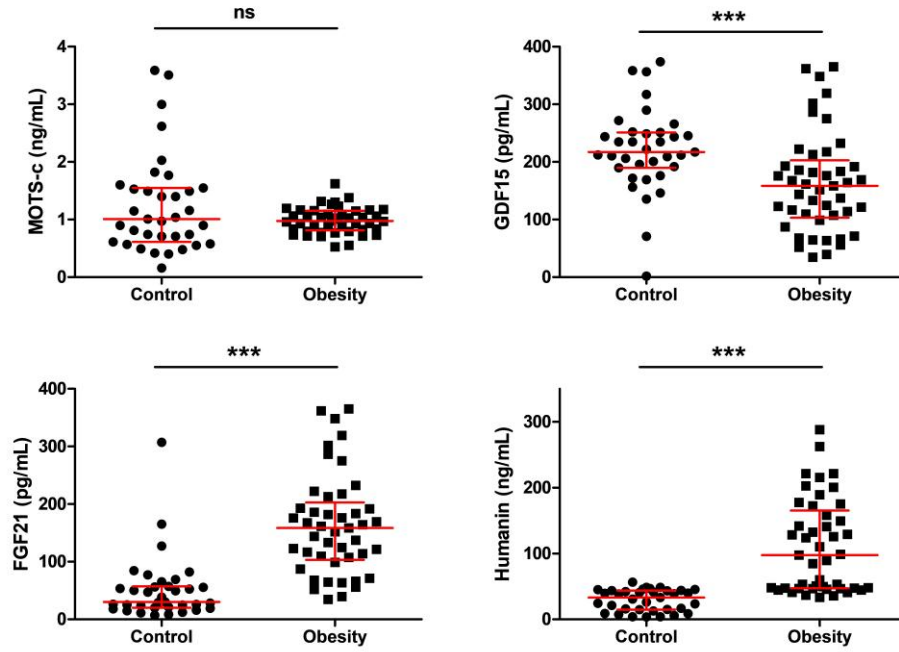 ns
MOTS-c (ng/mL)
4
3
2
1
0
Control Obesity
***
GDF15 (pg/mL)
400
300
200
100
0
Control Obesity
***
FGF21 (pg/mL)
400
300
200
100
0
Control Obesity
***
Humanin (ng/mL)
300
200
100
0
Control Obesity